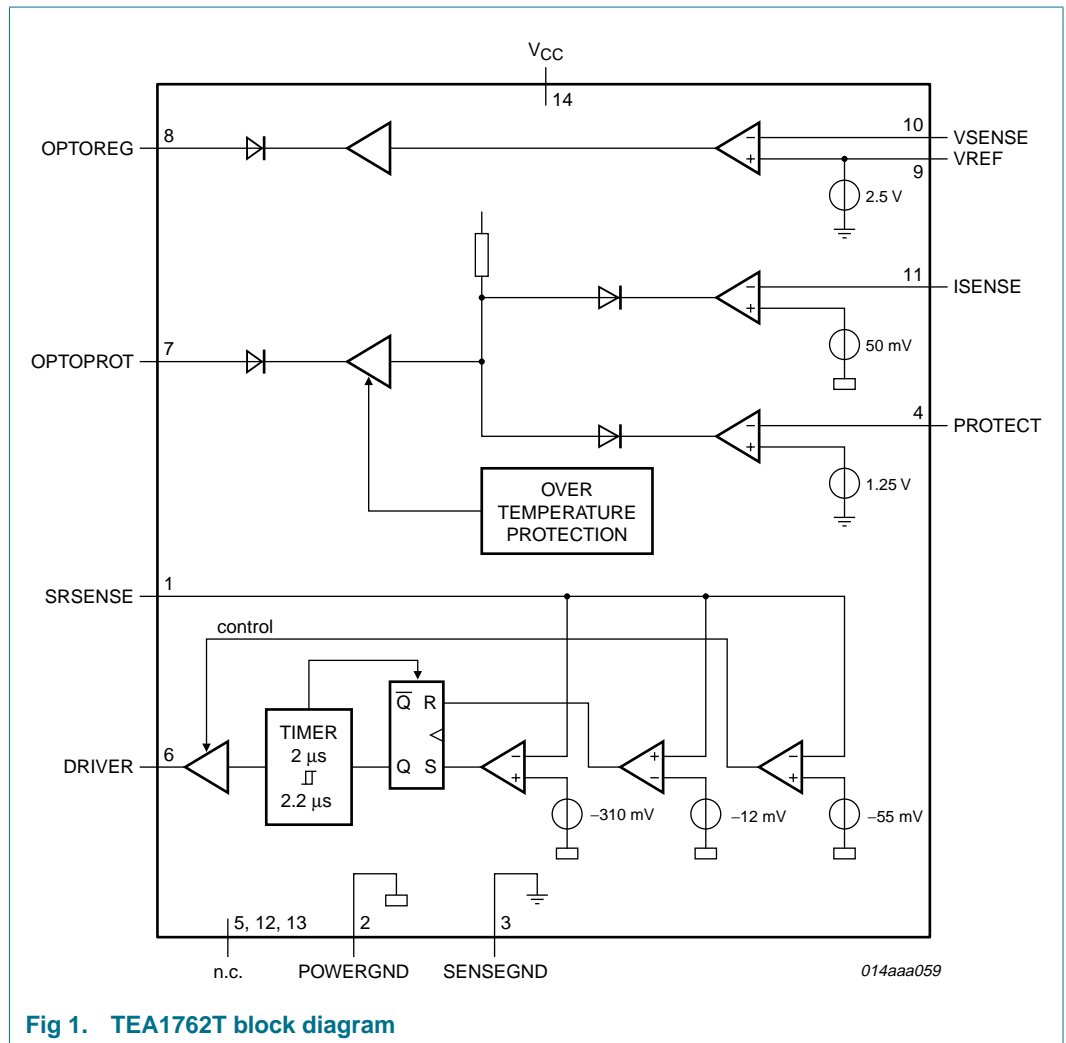 VCC
14
OPTOREG
8
10
VSENSE
VREF
9
2.5 V
11
ISENSE
50 mV
OPTOPROT
7
4
PROTECT
1.25 V
OVER
TEMPERATURE
PROTECTION
SRSENSE
1
control
Q R
TIMER
2 µs
2.2 µs
Q S
DRIVER
6
−310 mV
−12 mV
−55 mV
5, 12, 13
2
3
n.c.
POWERGND
SENSEGND
014aaa059
Fig 1. TEA1762T block diagram